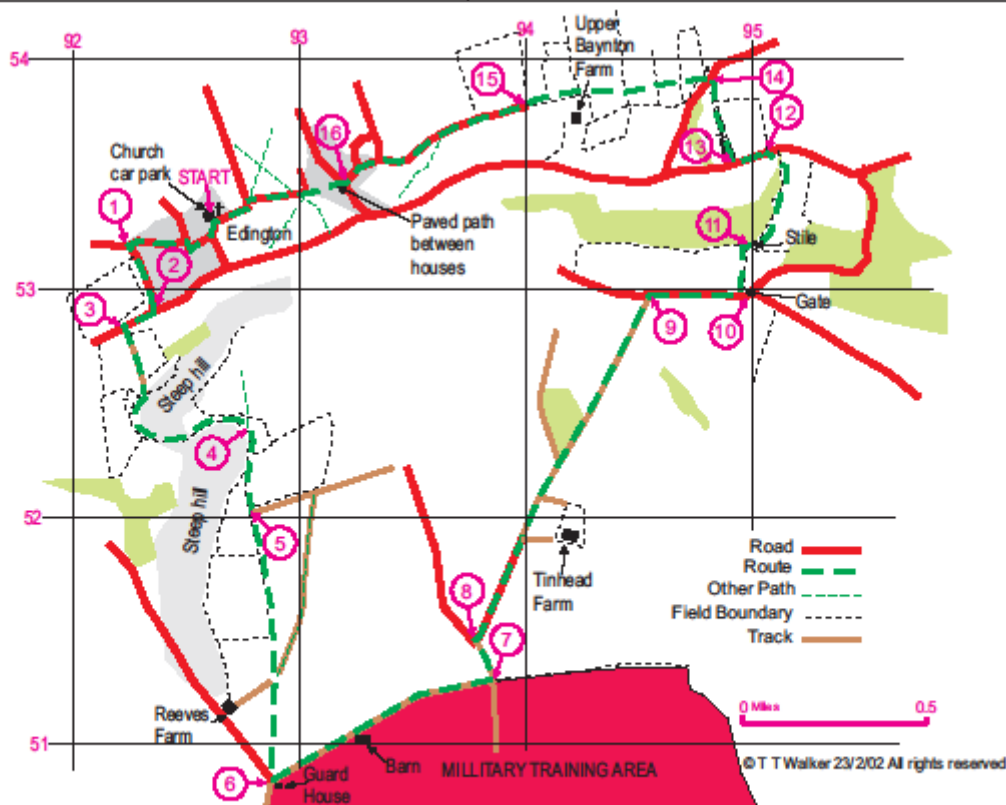 92
93
94
95
54
Upper
Baynton
Farm
15
14
16
12
Church
car park
START
13
1
Edington
Paved path
between
houses
11
Stile
2
53
Gate
3
9
10
Steep hill
4
Steep hill
52
5
Tinhead
Farm
8
7
Road
Route
Other Path
Field Boundary
Track
Reeves
Farm
0 Miles 0.5
51
6
Guard
House
Barn
MILLITARY TRAINING AREA
© T T Walker 23/2/02 All rights reserved